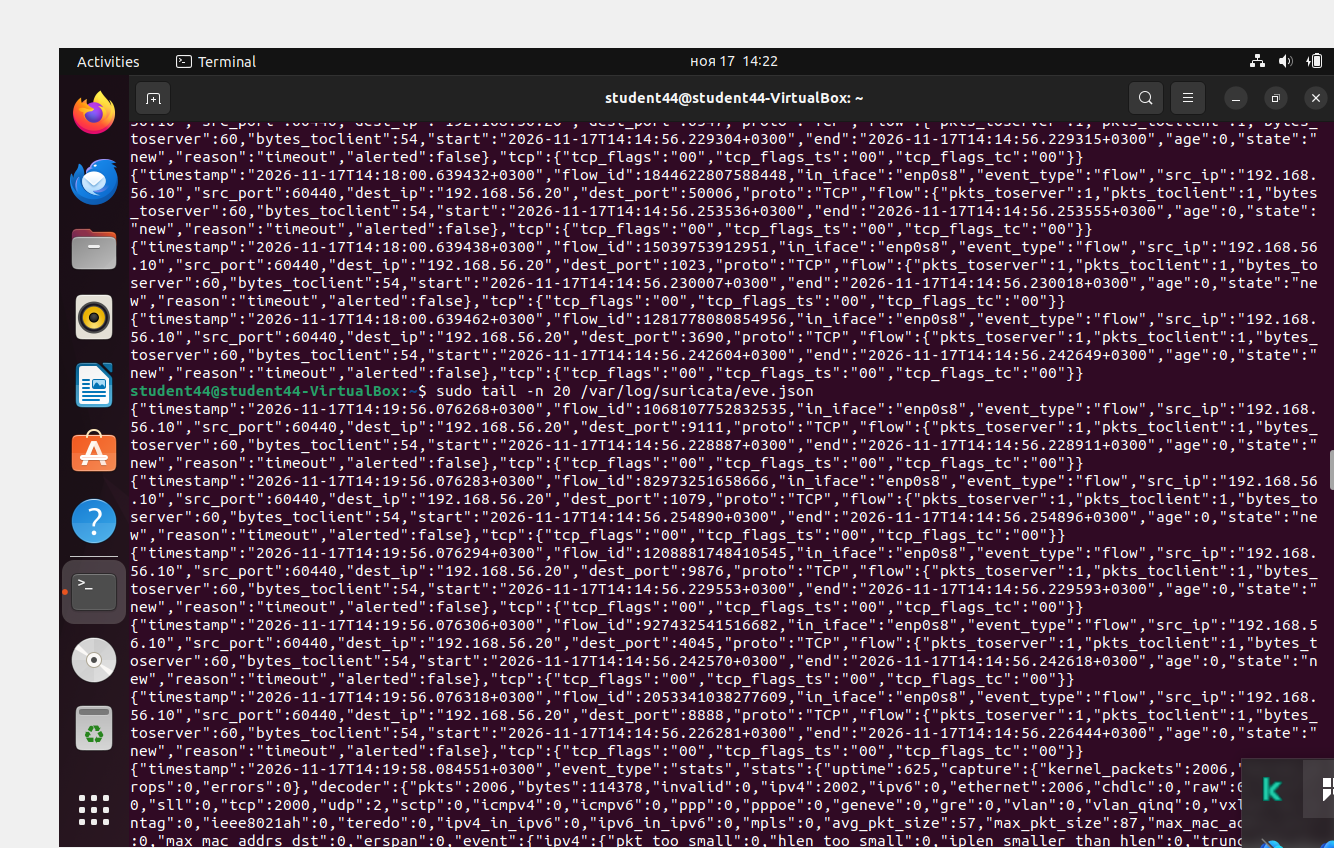 Activities
Terminal
ноя 17 14:22
student44@student44-VirtualBox: ~
toserver":60,"bytes_toclient":54,"start":"2026-11-17T14:14:56.229304+0300","end":"2026-11-17T14:14:56.229315+0300","age":0,"state":"
new","reason":"timeout","alerted":false},"tcp":{"tcp_flags":"00","tcp_flags_ts":"00","tcp_flags_tc":"00"}}
{"timestamp":"2026-11-17T14:18:00.639432+0300","flow_id":1844622807588448,"in_iface":"enp0s8","event_type":"flow","src_ip":"192.168.
56.10","src_port":60440,"dest_ip":"192.168.56.20","dest_port":50006,"proto":"TCP","flow":{"pkts_toserver":1,"pkts_toclient":1,"bytes
_toserver":60,"bytes_toclient":54,"start":"2026-11-17T14:14:56.253536+0300","end":"2026-11-17T14:14:56.253555+0300","age":0,"state":
"new","reason":"timeout","alerted":false},"tcp":{"tcp_flags":"00","tcp_flags_ts":"00","tcp_flags_tc":"00"}}
{"timestamp":"2026-11-17T14:18:00.639438+0300","flow_id":15039753912951,"in_iface":"enp0s8","event_type":"flow","src_ip":"192.168.56
.10","src_port":60440,"dest_ip":"192.168.56.20","dest_port":1023,"proto":"TCP","flow":{"pkts_toserver":1,"pkts_toclient":1,"bytes_to
server":60,"bytes_toclient":54,"start":"2026-11-17T14:14:56.230007+0300","end":"2026-11-17T14:14:56.230018+0300","age":0,"state":"ne
w","reason":"timeout","alerted":false},"tcp":{"tcp_flags":"00","tcp_flags_ts":"00","tcp_flags_tc":"00"}}
{"timestamp":"2026-11-17T14:18:00.639462+0300","flow_id":1281778080854956,"in_iface":"enp0s8","event_type":"flow","src_ip":"192.168.
56.10","src_port":60440,"dest_ip":"192.168.56.20","dest_port":3690,"proto":"TCP","flow":{"pkts_toserver":1,"pkts_toclient":1,"bytes_
toserver":60,"bytes_toclient":54,"start":"2026-11-17T14:14:56.242604+0300","end":"2026-11-17T14:14:56.242649+0300","age":0,"state":"
new","reason":"timeout","alerted":false},"tcp":{"tcp_flags":"00","tcp_flags_ts":"00","tcp_flags_tc":"00"}}
student44@student44-VirtualBox:~$ sudo tail -n 20 /var/log/suricata/eve.json
{"timestamp":"2026-11-17T14:19:56.076268+0300","flow_id":1068107752832535,"in_iface":"enp0s8","event_type":"flow","src_ip":"192.168.
56.10","src_port":60440,"dest_ip":"192.168.56.20","dest_port":9111,"proto":"TCP","flow":{"pkts_toserver":1,"pkts_toclient":1,"bytes_
toserver":60,"bytes_toclient":54,"start":"2026-11-17T14:14:56.228887+0300","end":"2026-11-17T14:14:56.228911+0300","age":0,"state":"
new","reason":"timeout","alerted":false},"tcp":{"tcp_flags":"00","tcp_flags_ts":"00","tcp_flags_tc":"00"}}
{"timestamp":"2026-11-17T14:19:56.076283+0300","flow_id":82973251658666,"in_iface":"enp0s8","event_type":"flow","src_ip":"192.168.56
.10","src_port":60440,"dest_ip":"192.168.56.20","dest_port":1079,"proto":"TCP","flow":{"pkts_toserver":1,"pkts_toclient":1,"bytes_to
server":60,"bytes_toclient":54,"start":"2026-11-17T14:14:56.254890+0300","end":"2026-11-17T14:14:56.254896+0300","age":0,"state":"ne
w","reason":"timeout","alerted":false},"tcp":{"tcp_flags":"00","tcp_flags_ts":"00","tcp_flags_tc":"00"}}
{"timestamp":"2026-11-17T14:19:56.076294+0300","flow_id":1208881748410545,"in_iface":"enp0s8","event_type":"flow","src_ip":"192.168.
56.10","src_port":60440,"dest_ip":"192.168.56.20","dest_port":9876,"proto":"TCP","flow":{"pkts_toserver":1,"pkts_toclient":1,"bytes_
toserver":60,"bytes_toclient":54,"start":"2026-11-17T14:14:56.229553+0300","end":"2026-11-17T14:14:56.229593+0300","age":0,"state":"
new","reason":"timeout","alerted":false},"tcp":{"tcp_flags":"00","tcp_flags_ts":"00","tcp_flags_tc":"00"}}
{"timestamp":"2026-11-17T14:19:56.076306+0300","flow_id":927432541516682,"in_iface":"enp0s8","event_type":"flow","src_ip":"192.168.5
6.10","src_port":60440,"dest_ip":"192.168.56.20","dest_port":4045,"proto":"TCP","flow":{"pkts_toserver":1,"pkts_toclient":1,"bytes_t
oserver":60,"bytes_toclient":54,"start":"2026-11-17T14:14:56.242570+0300","end":"2026-11-17T14:14:56.242618+0300","age":0,"state":"n
ew","reason":"timeout","alerted":false},"tcp":{"tcp_flags":"00","tcp_flags_ts":"00","tcp_flags_tc":"00"}}
{"timestamp":"2026-11-17T14:19:56.076318+0300","flow_id":2053341038277609,"in_iface":"enp0s8","event_type":"flow","src_ip":"192.168.
56.10","src_port":60440,"dest_ip":"192.168.56.20","dest_port":8888,"proto":"TCP","flow":{"pkts_toserver":1,"pkts_toclient":1,"bytes_
toserver":60,"bytes_toclient":54,"start":"2026-11-17T14:14:56.226281+0300","end":"2026-11-17T14:14:56.226444+0300","age":0,"state":"
new","reason":"timeout","alerted":false},"tcp":{"tcp_flags":"00","tcp_flags_ts":"00","tcp_flags_tc":"00"}}
{"timestamp":"2026-11-17T14:19:58.084551+0300","event_type":"stats","stats":{"uptime":625,"capture":{"kernel_packets":2006,"
rops":0,"errors":0},"decoder":{"pkts":2006,"bytes":114378,"invalid":0,"ipv4":2002,"ipv6":0,"ethernet":2006,"chdlc":0,"raw":0
0,"sll":0,"tcp":2000,"udp":2,"sctp":0,"icmpv4":0,"icmpv6":0,"ppp":0,"pppoe":0,"geneve":0,"gre":0,"vlan":0,"vlan_qinq":0,"vxl
ntag":0,"ieee8021ah":0,"teredo":0,"ipv4_in_ipv6":0,"ipv6_in_ipv6":0,"mpls":0,"avg_pkt_size":57,"max_pkt_size":87,"max_mac_ad
:0,"max_mac_addrs_dst":0,"erspan":0,"event":{"ipv4":{"pkt_too_small":0,"hlen_too_small":0,"iplen_smaller_than_hlen":0,"trunc